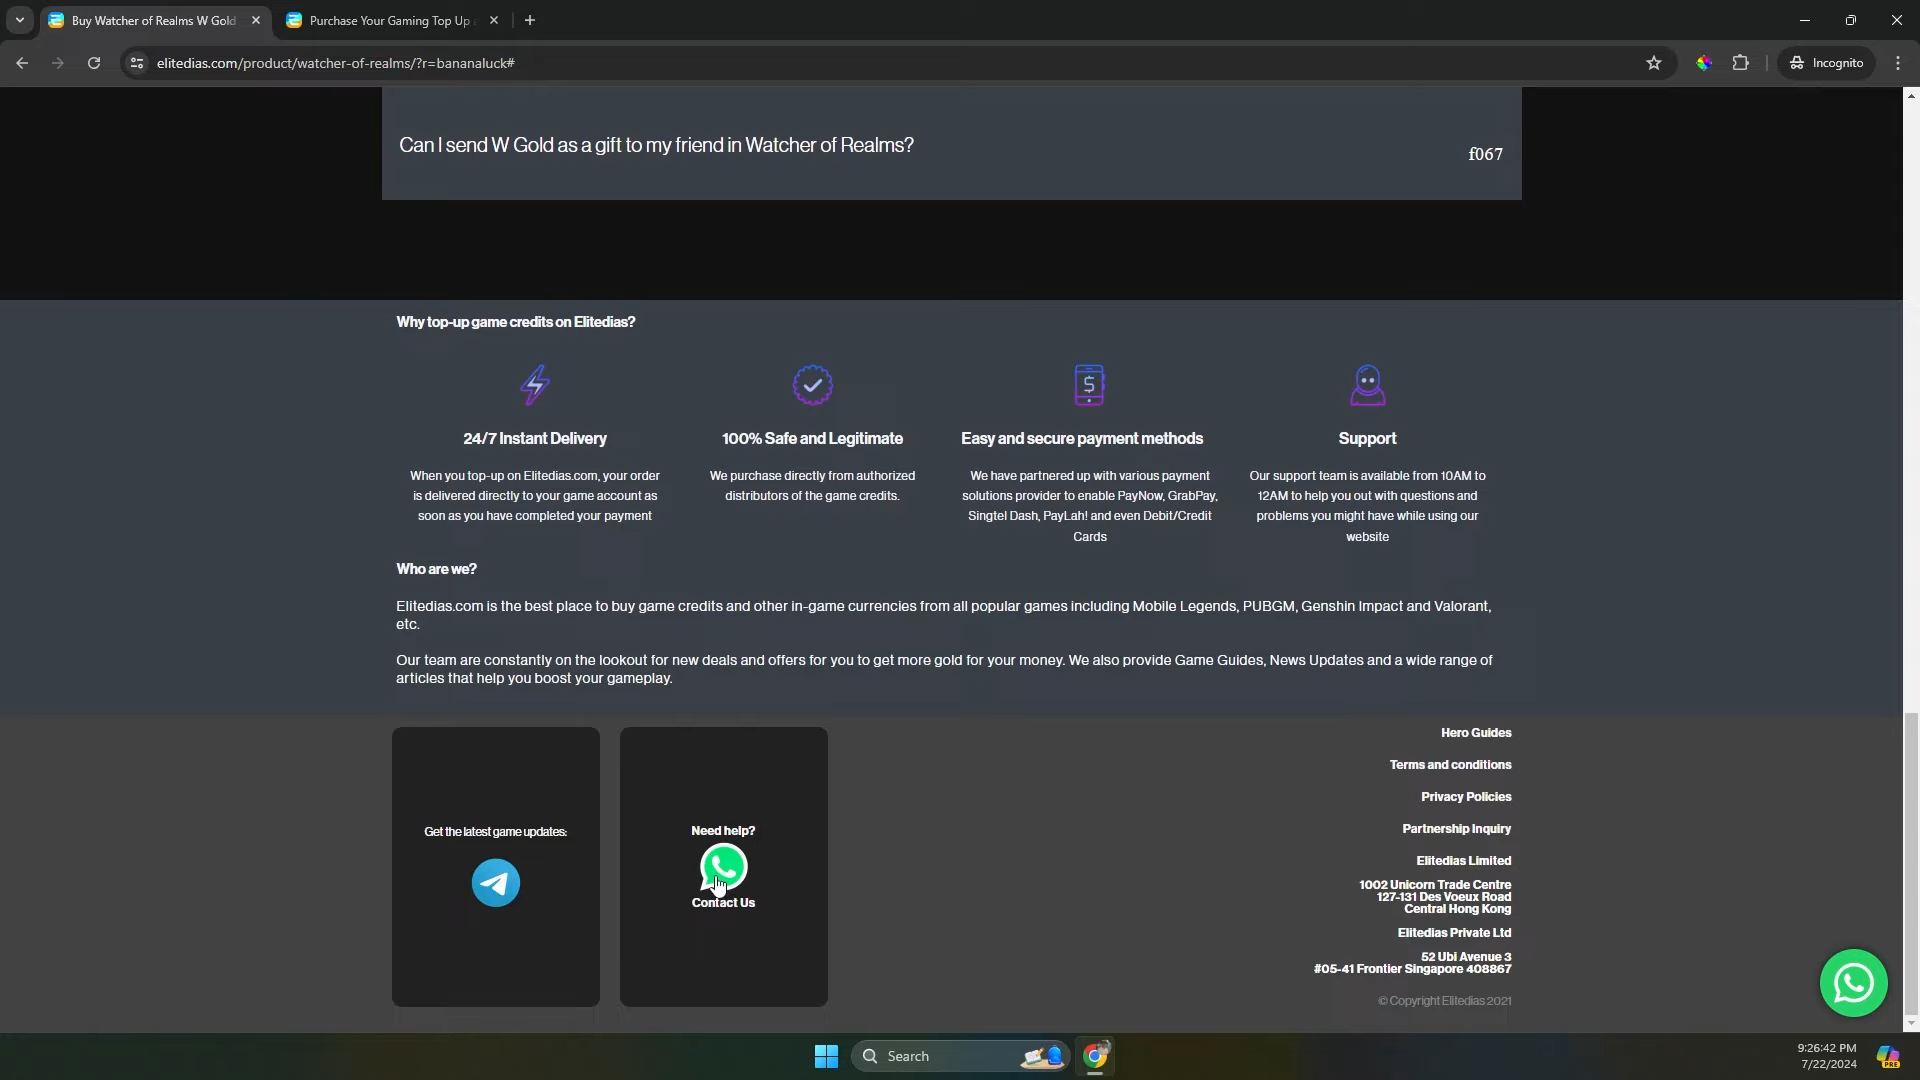 Buy Watcher of Realms W Gold
Purchase Your Gaming Top Up
elitedias.com/product/watcher-of-realms/?r=bananaluck#
Incognito
Can I send W Gold as a gift to my friend in Watcher of Realms?
f067
Why top-up game credits on Elitedias?
24/7 Instant Delivery
When you top-up on Elitedias.com, your order
is delivered directly to your game account as
soon as you have completed your payment
100% Safe and Legitimate
We purchase directly from authorized
distributors of the game credits.
Easy and secure payment methods
We have partnered up with various payment
solutions provider to enable PayNow, GrabPay,
Singtel Dash, PayLah! and even Debit/Credit
Cards
Support
Our support team is available from 10AM to
12AM to help you out with questions and
problems you might have while using our
website
Who are we?
Elitedias.com is the best place to buy game credits and other in-game currencies from all popular games including Mobile Legends, PUBGM, Genshin Impact and Valorant,
etc.
Our team are constantly on the lookout for new deals and offers for you to get more gold for your money. We also provide Game Guides, News Updates and a wide range of
articles that help you boost your gameplay.
Get the latest game updates:
Need help?
Contact Us
Hero Guides
Terms and conditions
Privacy Policies
Partnership Inquiry
Elitedias Limited
1002 Unicorn Trade Centre
127-131 Des Voeux Road
Central Hong Kong
Elitedias Private Ltd
52 Ubi Avenue 3
#05-41 Frontier Singapore 408867
© Copyright Elitedias 2021
Search
9:26:42 PM
7/22/2024
PRE